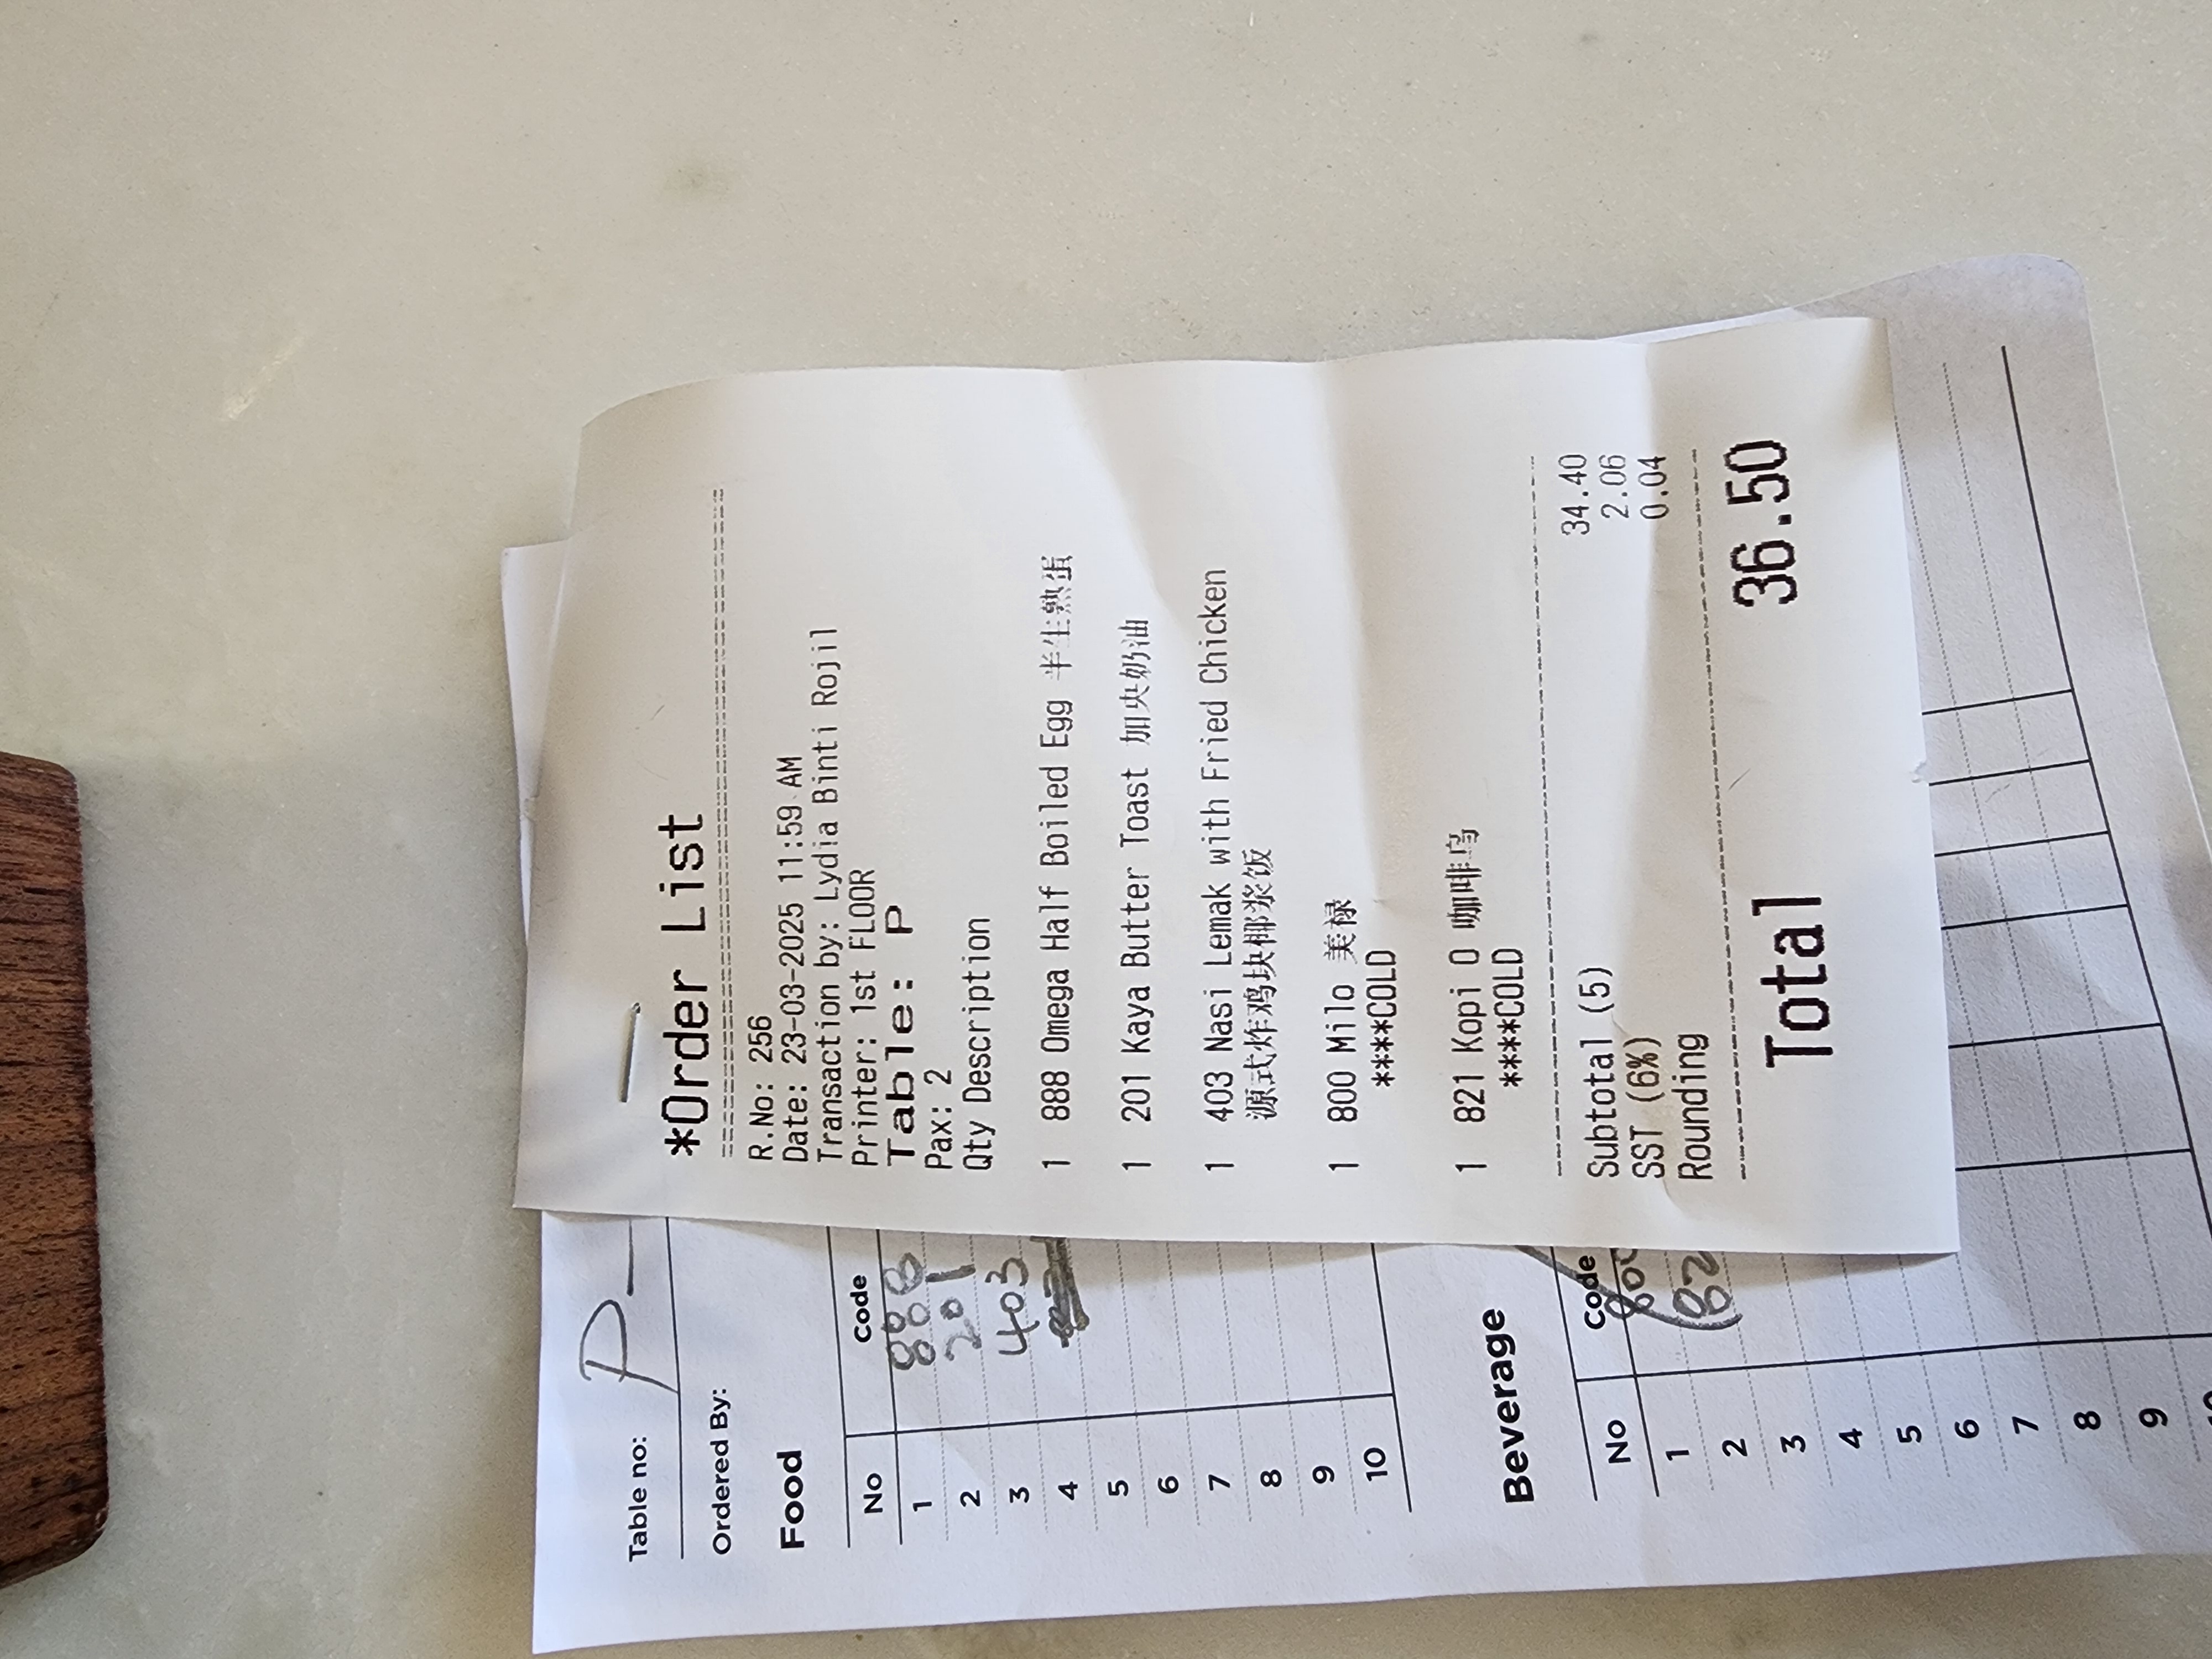 *Order List
R.No: 256
Date: 23-03-2025 11:59 AM
Transaction by: Lydia Binti Rojil
Printer: 1st FLOOR
Table: P
Pax: 2
Qty Description
1 888 Omega Half Boiled Egg 半生熟蛋
1 201 Kaya Butter Toast 加央奶油
1 403 Nasi Lemak with Fried Chicken
源式炸鸡块椰浆饭
1 800 Milo 美禄
***COLD
1 821 Kopi O 咖啡乌
***COLD
Subtotal (5) 34.40
SST (6%) 2.06
Rounding 0.04
Total 36.50
Table no: P
Ordered By:
Food
No Code
1 888
2 201
3 403
4
5
6
7
8
9
10
Beverage
No Code
1 800
2 82
3
4
5
6
7
8
9